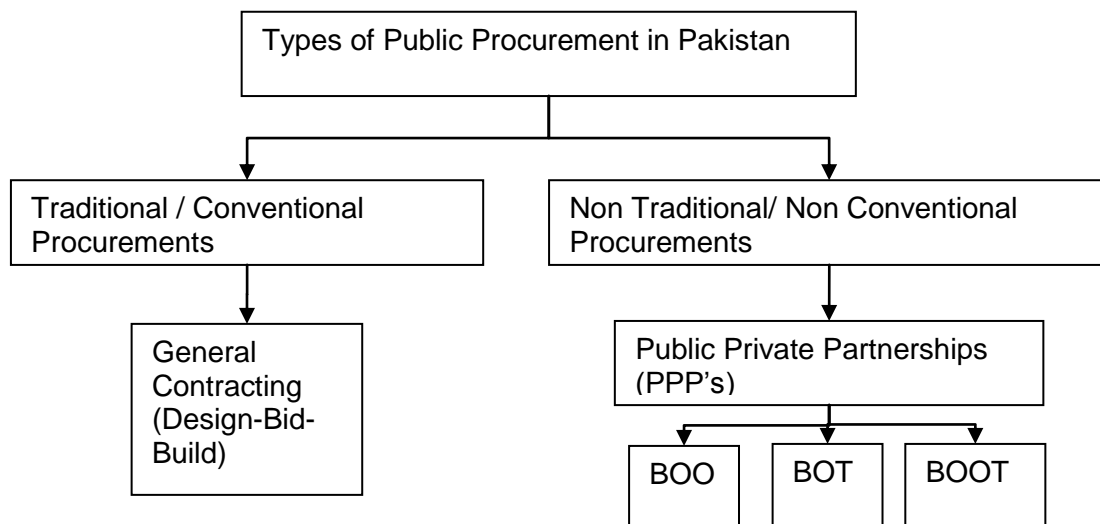 Types of Public Procurement in Pakistan
Traditional / Conventional
Procurements
Non Traditional/ Non Conventional
Procurements
General
Contracting
(Design-Bid-
Build)
Public Private Partnerships
(PPP’s)
BOO
BOT
BOOT